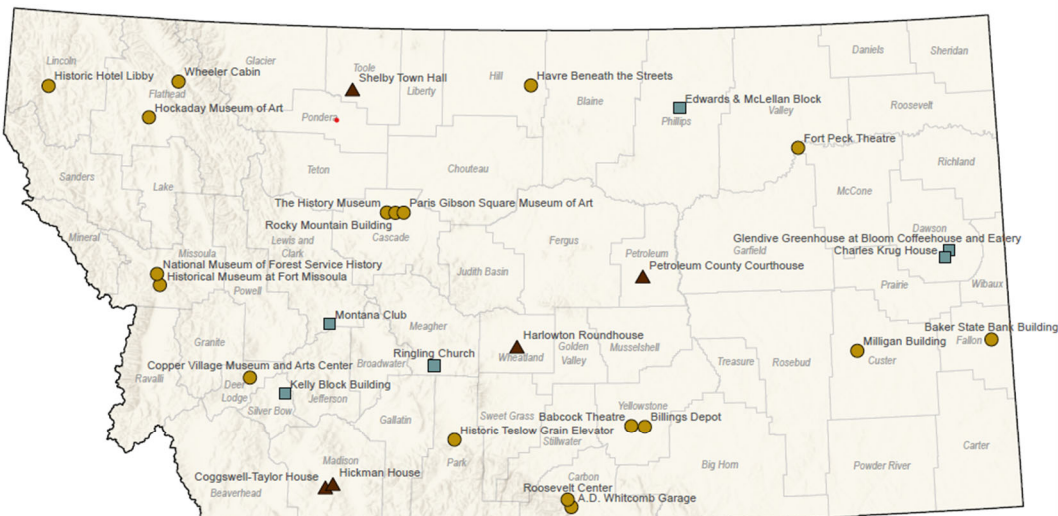 Daniels
Sheridan
Lincoln
Glacier
Toole
Historic Hotel Libby
Wheeler Cabin
Shelby Town Hall
Hill
Havre Beneath the Streets
Flathead
Liberty
Blaine
Edwards & McLellan Block
Roosevelt
Hockaday Museum of Art
Pondera
Phillips
Valley
Fort Peck Theatre
Richland
Sanders
Lake
Teton
Chouteau
McCone
The History Museum
Paris Gibson Square Museum of Art
Rocky Mountain Building
Cascade
Dawson
Mineral
Missoula
Lewis and
Clark
Fergus
Petroleum
Garfield
Glendive Greenhouse at Bloom Coffeehouse and Eatery
Charles Krug House
National Museum of Forest Service History
Historical Museum at Fort Missoula
Judith Basin
Petroleum County Courthouse
Powell
Prairie
Wibaux
Montana Club
Meagher
Harlowton Roundhouse
Baker State Bank Building
Granite
Ringling Church
Wheatland
Golden
Valley
Musselshell
Milligan Building
Fallon
Copper Village Museum and Arts Center
Broadwater
Treasure
Rosebud
Custer
Ravalli
Deer
Lodge
Kelly Block Building
Jefferson
Silver Bow
Gallatin
Sweet Grass
Babcock Theatre
Yellowstone
Billings Depot
Historic Teslow Grain Elevator
Stillwater
Carter
Madison
Park
Big Horn
Powder River
Coggswell-Taylor House
Hickman House
Beaverhead
Carbon
Roosevelt Center
A.D. Whitcomb Garage